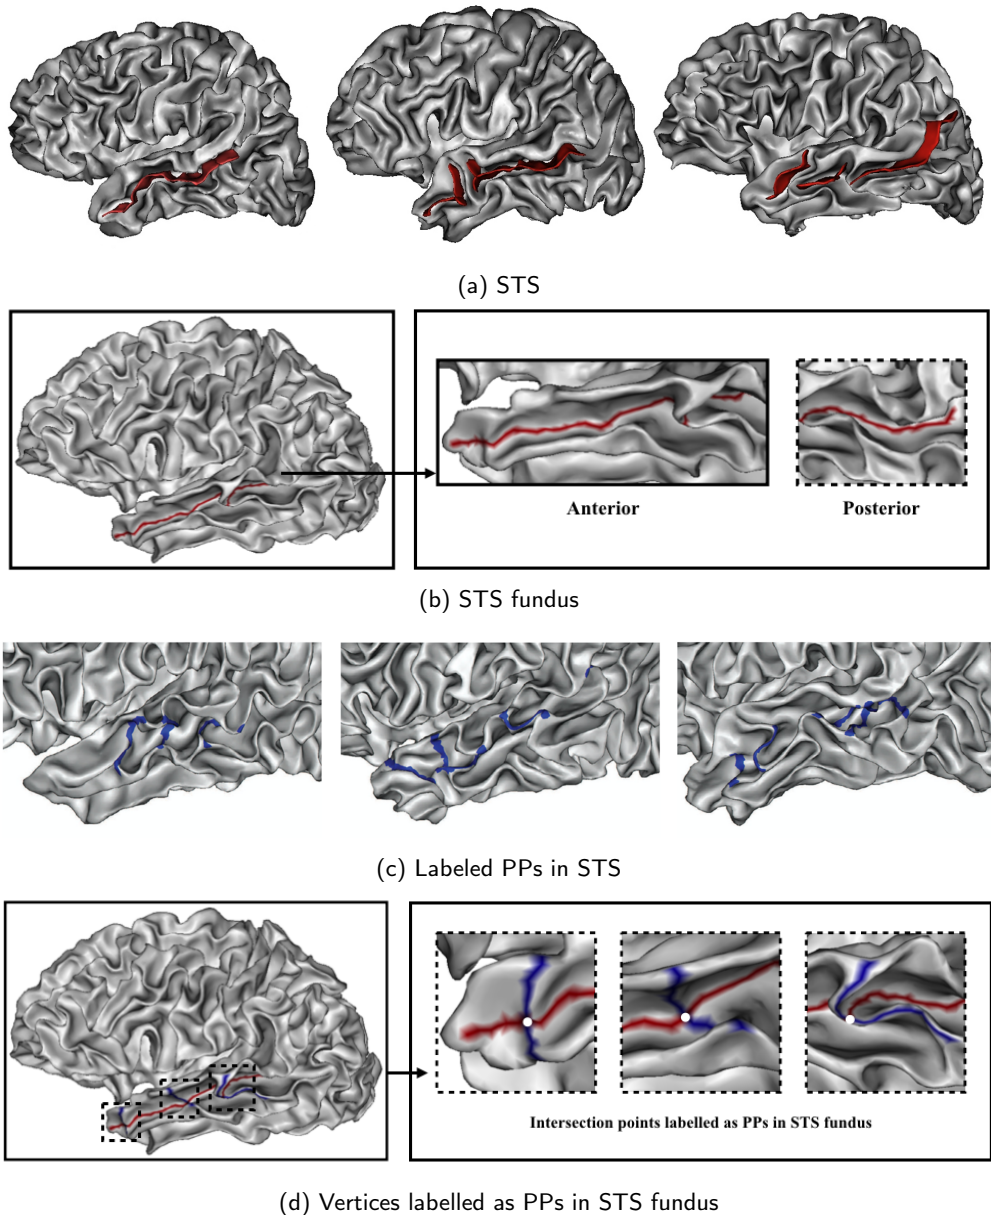 (a) STS
Anterior
Posterior
(b) STS fundus
(c) Labeled PPs in STS
Intersection points labelled as PPs in STS fundus
(d) Vertices labelled as PPs in STS fundus